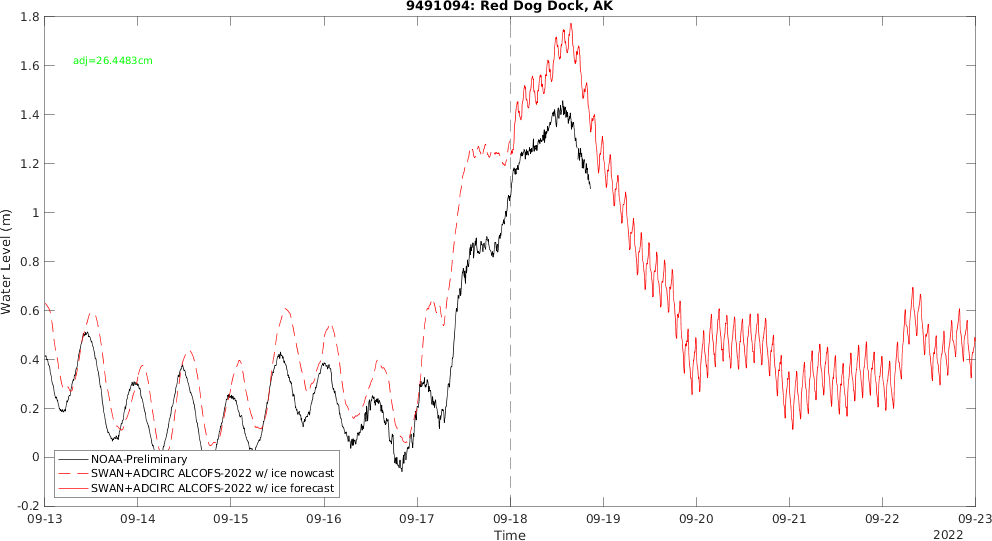 9491094: Red Dog Dock, AK
adj=26.4483cm
Water Level (m)
1.8
1.6
1.4
1.2
1
0.8
0.6
0.4
0.2
0
-0.2
NOAA-Preliminary
SWAN+ADCIRC ALCOFS-2022 w/ ice nowcast
SWAN+ADCIRC ALCOFS-2022 w/ ice forecast
09-13 09-14 09-15 09-16 09-17 09-18 09-19 09-20 09-21 09-22 09-23
Time
2022